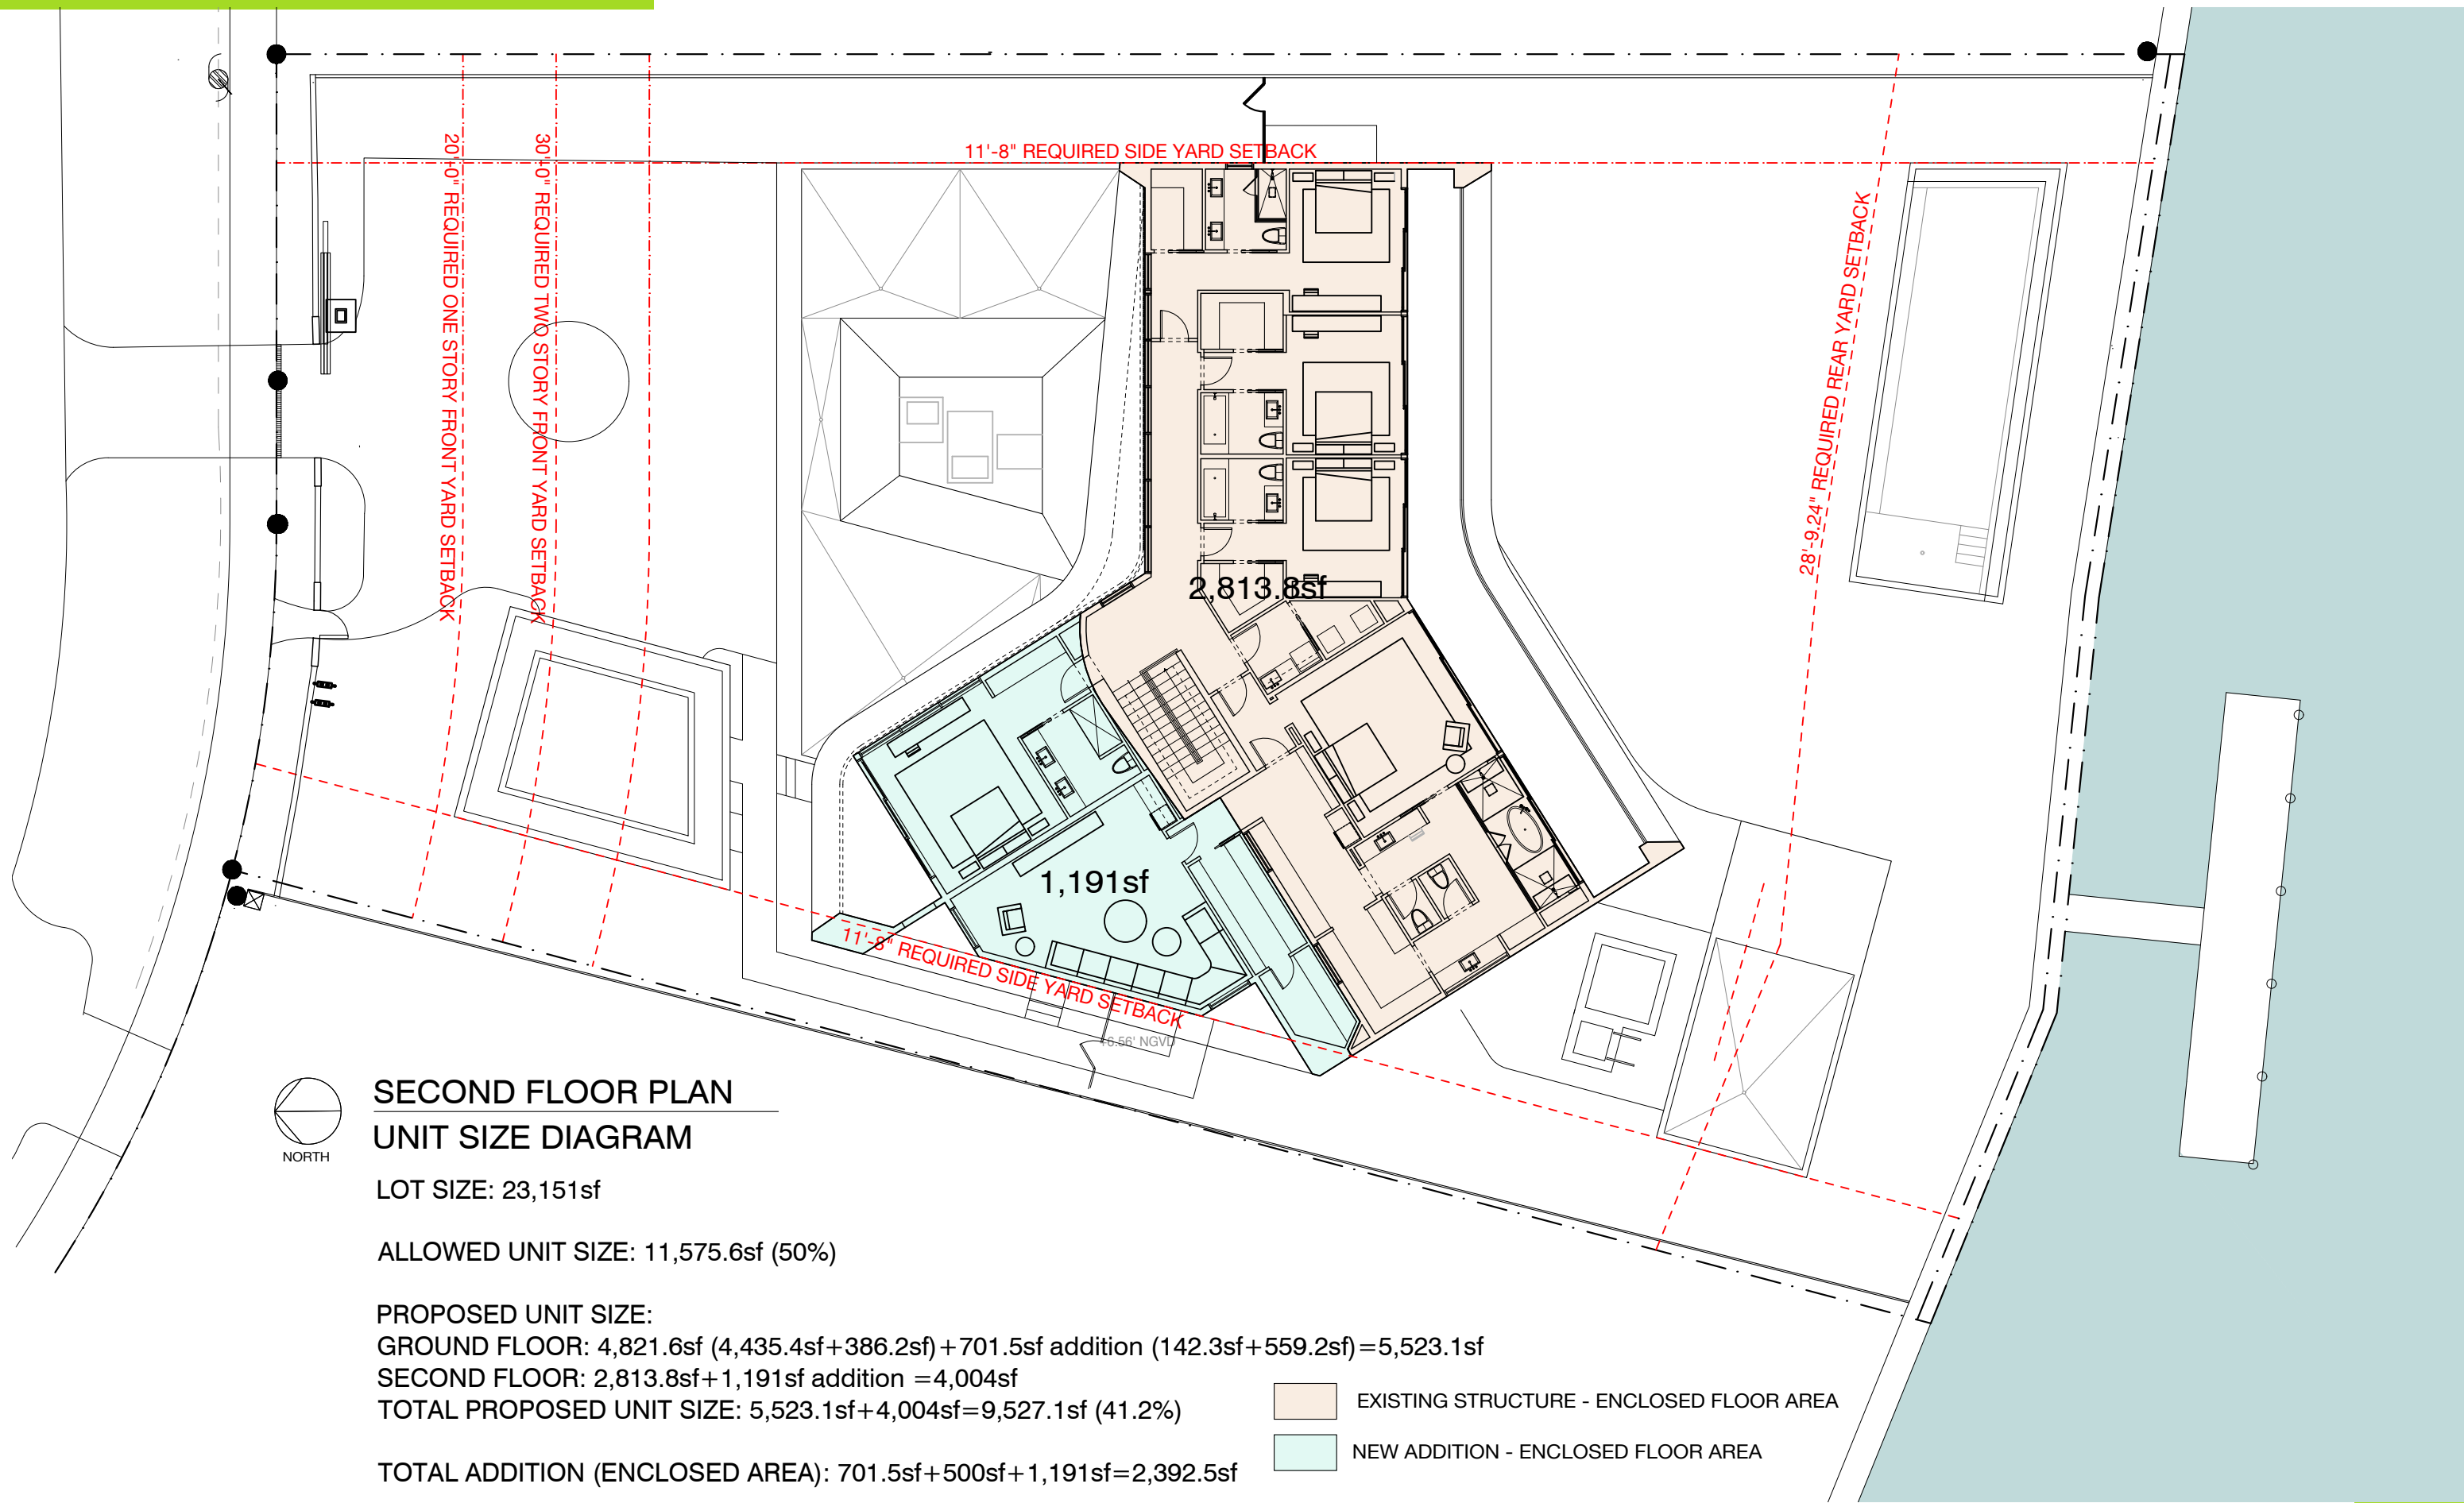 11'-8" REQUIRED SIDE YARD SETBACK
20'-0" REQUIRED ONE STORY FRONT YARD SETBACK
30'-0" REQUIRED TWO STORY FRONT YARD SETBACK
28'-9.24" REQUIRED REAR YARD SETBACK
2,813.8sf
1,191sf
11'-8" REQUIRED SIDE YARD SETBACK
6.56' NGVD
NORTH
SECOND FLOOR PLAN
UNIT SIZE DIAGRAM
LOT SIZE: 23,151sf
ALLOWED UNIT SIZE: 11,575.6sf (50%)
PROPOSED UNIT SIZE:
GROUND FLOOR: 4,821.6sf (4,435.4sf+386.2sf)+701.5sf addition (142.3sf+559.2sf)=5,523.1sf
SECOND FLOOR: 2,813.8sf+1,191sf addition =4,004sf
TOTAL PROPOSED UNIT SIZE: 5,523.1sf+4,004sf=9,527.1sf (41.2%)
TOTAL ADDITION (ENCLOSED AREA): 701.5sf+500sf+1,191sf=2,392.5sf
EXISTING STRUCTURE - ENCLOSED FLOOR AREA
NEW ADDITION - ENCLOSED FLOOR AREA